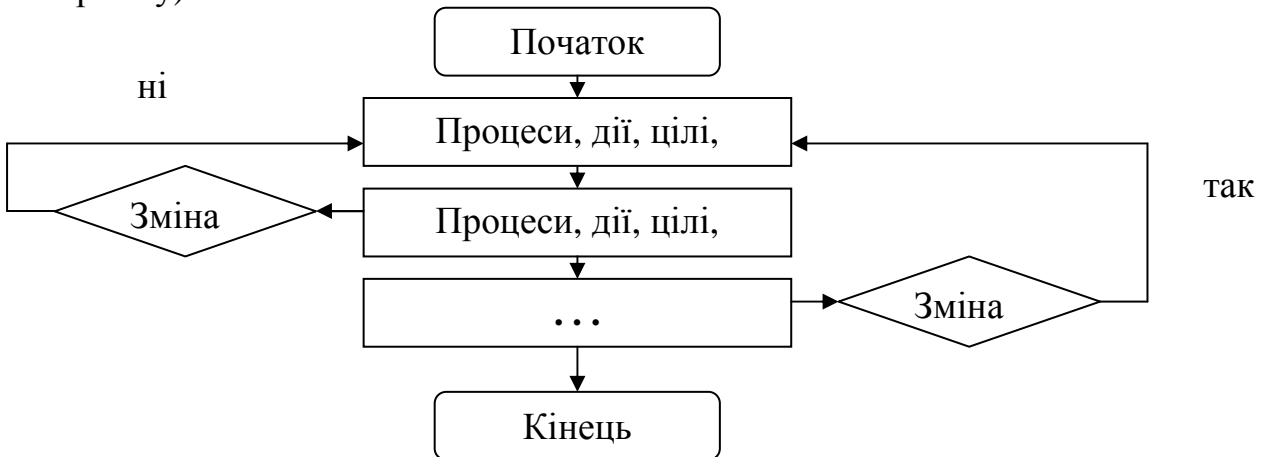 Початок
ні
Процеси, дії, цілі,
так
Зміна
Процеси, дії, цілі,
Зміна
...
Кінець